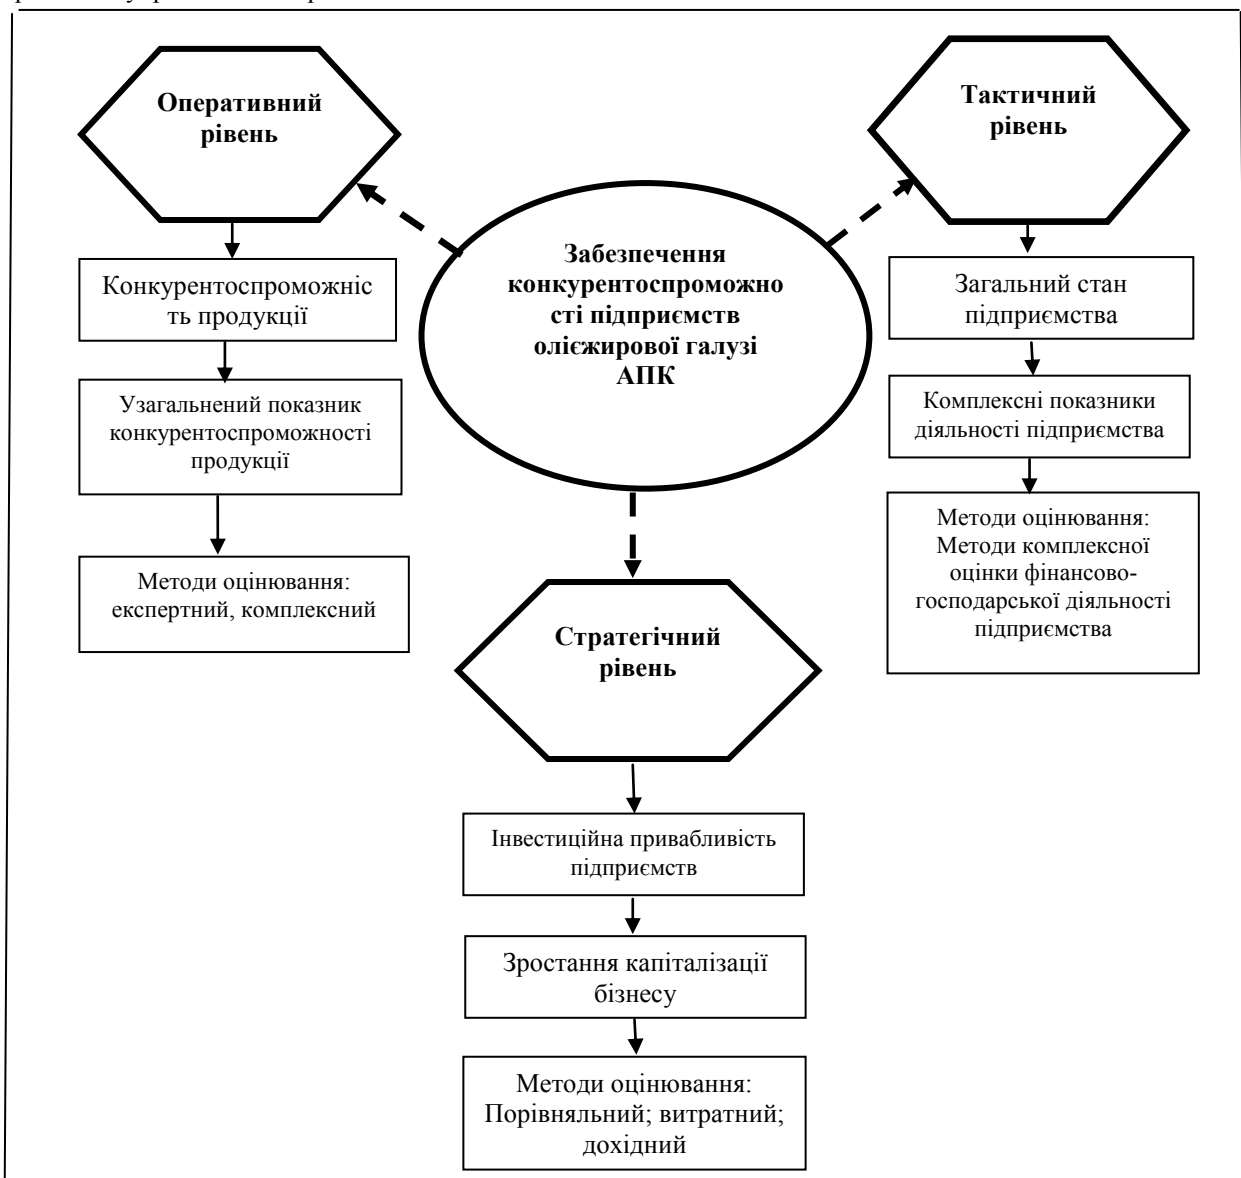 Оперативний
рівень
Тактичний
рівень
Забезпечення
конкурентоспроможно
сті підприємств
олієжирової галузі
АПК
Конкурентоспроможніс
ть продукції
Узагальнений показник
конкурентоспроможності
продукції
Методи оцінювання:
експертний, комплексний
Загальний стан
підприємства
Комплексні показники
діяльності підприємства
Методи оцінювання:
Методи комплексної
оцінки фінансово-
господарської діяльності
підприємства
Стратегічний
рівень
Інвестиційна привабливість
підприємств
Зростання капіталізації
бізнесу
Методи оцінювання:
Порівняльний; витратний;
дохідний